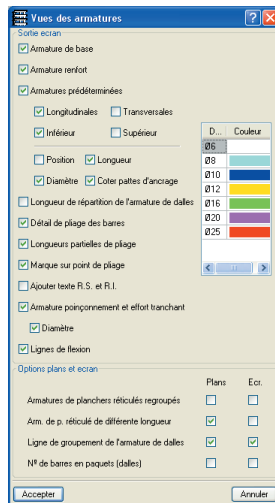 Vues des armatures
Sortie ecran
Armature de base
Armature renfort
Armatures prédéterminées
Longitudinales Transversales
Inférieur Supérieur
Position Longueur
Diamètre Coter pattes d'ancrage
D... Couleur
Ø6
Ø8
Ø10
Ø12
Ø16
Ø20
Ø25
Longueur de répartition de l'armature de dalles
Détail de pliage des barres
Longueurs partielles de pliage
Marque sur point de pliage
Ajouter texte R.S. et R.I.
Armature poinçonnement et effort tranchant
Diamètre
Lignes de flexion
Options plans et ecran
Plans Ecr.
Armatures de planchers réticulés regroupés
Arm. de p. réticulé de différente longueur
Ligne de groupement de l'armature de dalles
Nº de barres en paquets (dalles)
Accepter Annuler